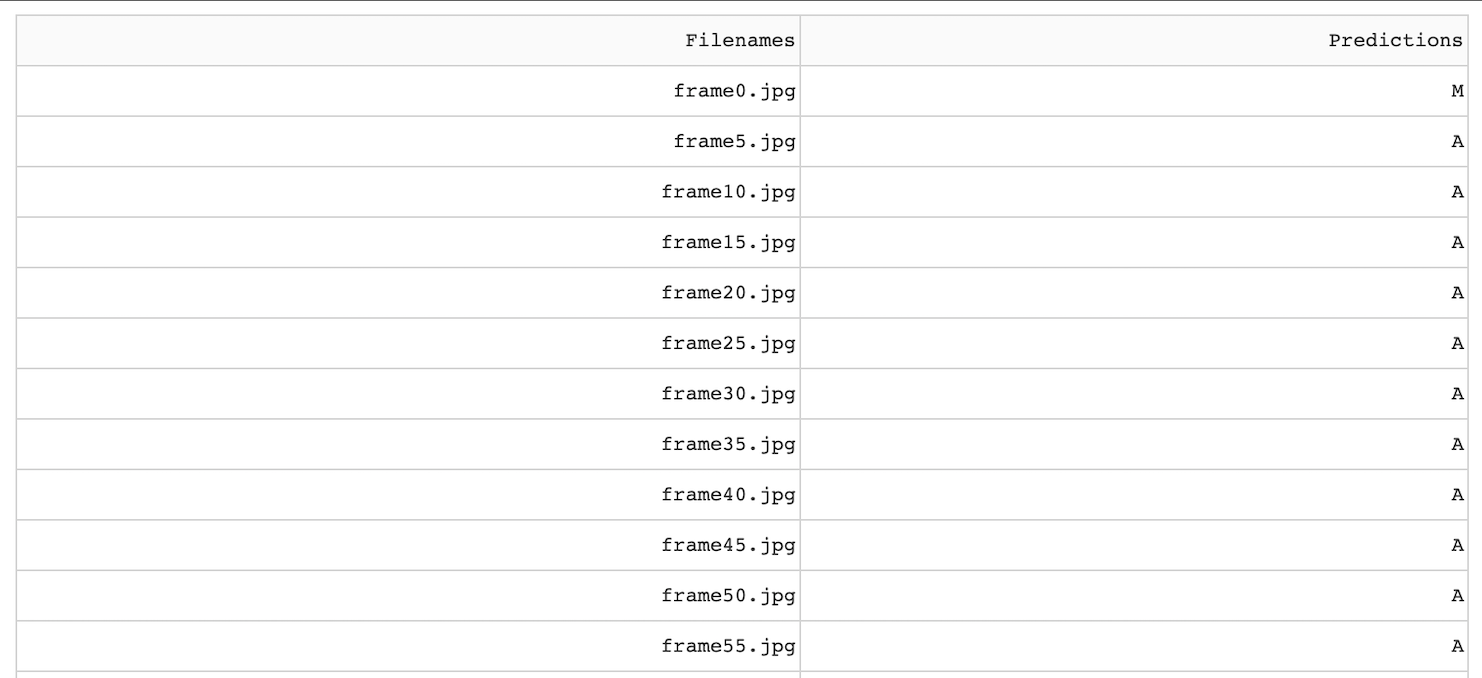 Filenames Predictions
frame0.jpg M
frame5.jpg A
frame10.jpg A
frame15.jpg A
frame20.jpg A
frame25.jpg A
frame30.jpg A
frame35.jpg A
frame40.jpg A
frame45.jpg A
frame50.jpg A
frame55.jpg A